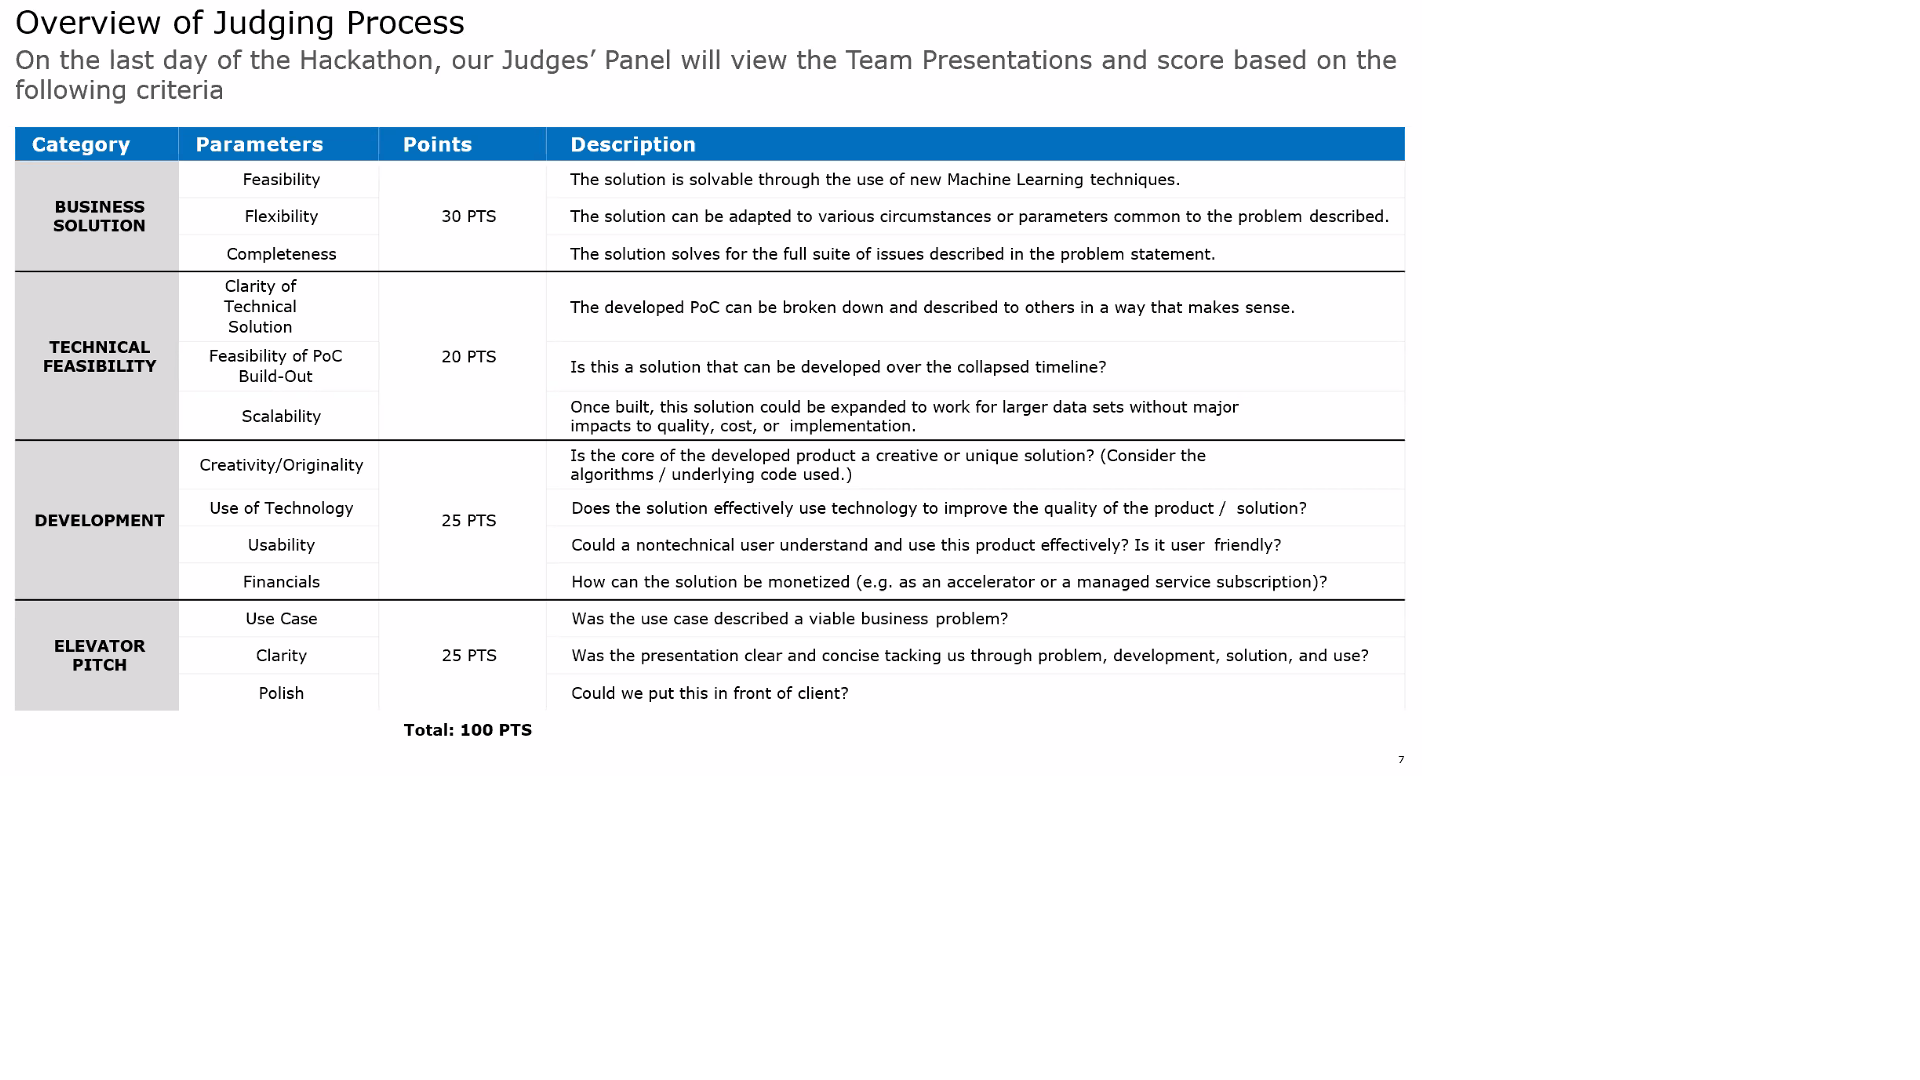 Overview of Judging Process
On the last day of the Hackathon, our Judges’ Panel will view the Team Presentations and score based on the
following criteria
Category Parameters Points Description
BUSINESS
SOLUTION
Feasibility
The solution is solvable through the use of new Machine Learning techniques.
Flexibility
30 PTS
The solution can be adapted to various circumstances or parameters common to the problem described.
Completeness
The solution solves for the full suite of issues described in the problem statement.
TECHNICAL
FEASIBILITY
Clarity of
Technical
Solution
The developed PoC can be broken down and described to others in a way that makes sense.
20 PTS
Feasibility of PoC
Build-Out
Is this a solution that can be developed over the collapsed timeline?
Scalability
Once built, this solution could be expanded to work for larger data sets without major
impacts to quality, cost, or implementation.
DEVELOPMENT
Creativity/Originality
Is the core of the developed product a creative or unique solution? (Consider the
algorithms / underlying code used.)
Use of Technology
25 PTS
Does the solution effectively use technology to improve the quality of the product / solution?
Usability
Could a nontechnical user understand and use this product effectively? Is it user friendly?
Financials
How can the solution be monetized (e.g. as an accelerator or a managed service subscription)?
ELEVATOR
PITCH
Use Case
Was the use case described a viable business problem?
Clarity
25 PTS
Was the presentation clear and concise tacking us through problem, development, solution, and use?
Polish
Could we put this in front of client?
Total: 100 PTS
7